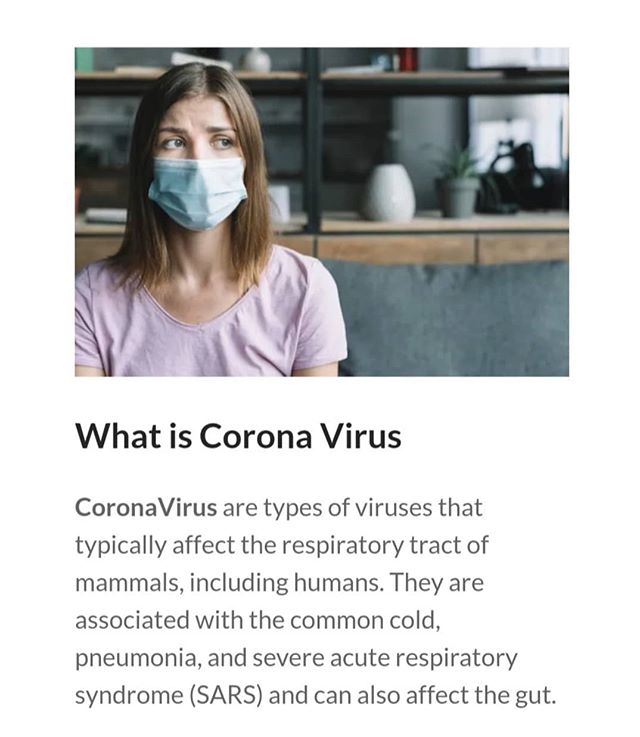 What is Corona Virus
CoronaVirus are types of viruses that
typically affect the respiratory tract of
mammals, including humans. They are
associated with the common cold,
pneumonia, and severe acute respiratory
syndrome (SARS) and can also affect the gut.